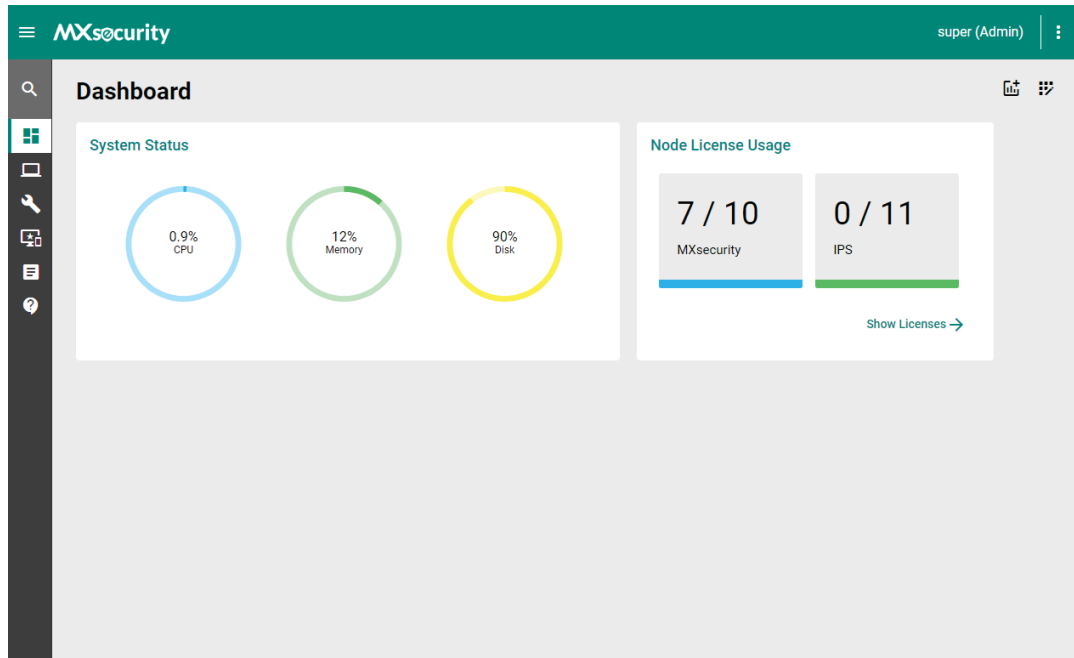 MXsecurity
super (Admin)
Dashboard
System Status
0.9%
CPU
12%
Memory
90%
Disk
Node License Usage
7 / 10
MXsecurity
0 / 11
IPS
Show Licenses